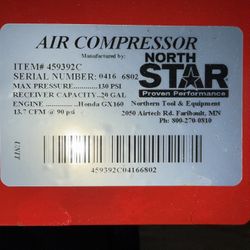 AIR COMPRESSOR
Manufactured by:
ITEM# 459392C
SERIAL NUMBER: 0416 6802
MAX PRESSURE..............130 PSI
RECEIVER CAPACITY....20 GAL
ENGINE ..............Honda GX160
13.7 CFM @ 90 psi
NORTH
STAR
Proven Performance
Northern Tool & Equipment
2050 Airtech Rd. Faribault, MN
Ph: 800-270-0810
UNIT
459392C04166802